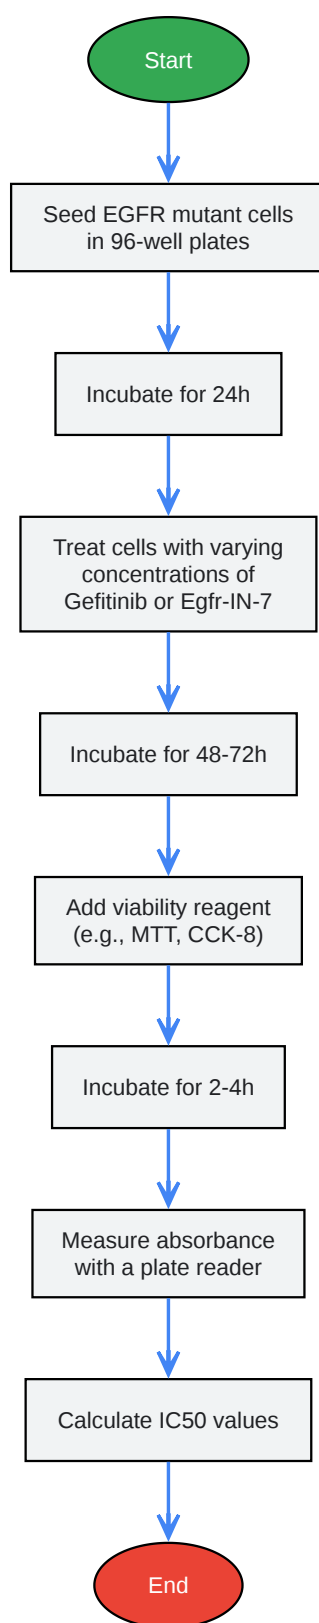 Start
Seed EGFR mutant cells
in 96-well plates
Incubate for 24h
Treat cells with varying
concentrations of
Gefitinib or Egfr-IN-7
Incubate for 48-72h
Add viability reagent
(e.g., MTT, CCK-8)
Incubate for 2-4h
Measure absorbance
with a plate reader
Calculate IC50 values
End